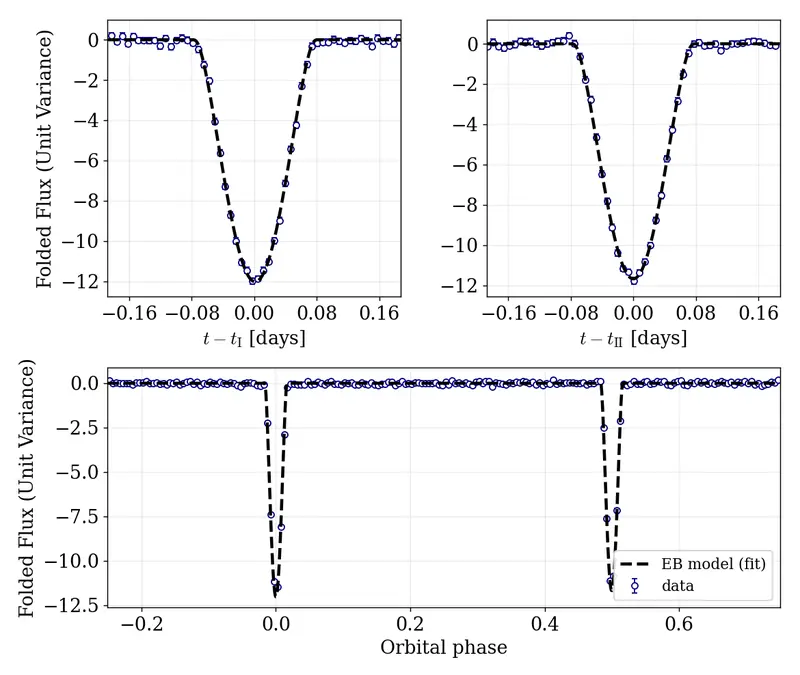 Folded Flux (Unit Variance)
0
−2
−4
−6
−8
−10
−12
−0.16 −0.08 0.00 0.08 0.16
t − t_I [days]
0
−2
−4
−6
−8
−10
−12
−0.16 −0.08 0.00 0.08 0.16
t − t_II [days]
Folded Flux (Unit Variance)
0.0
−2.5
−5.0
−7.5
−10.0
−12.5
−0.2 0.0 0.2 0.4 0.6
Orbital phase
EB model (fit)
data